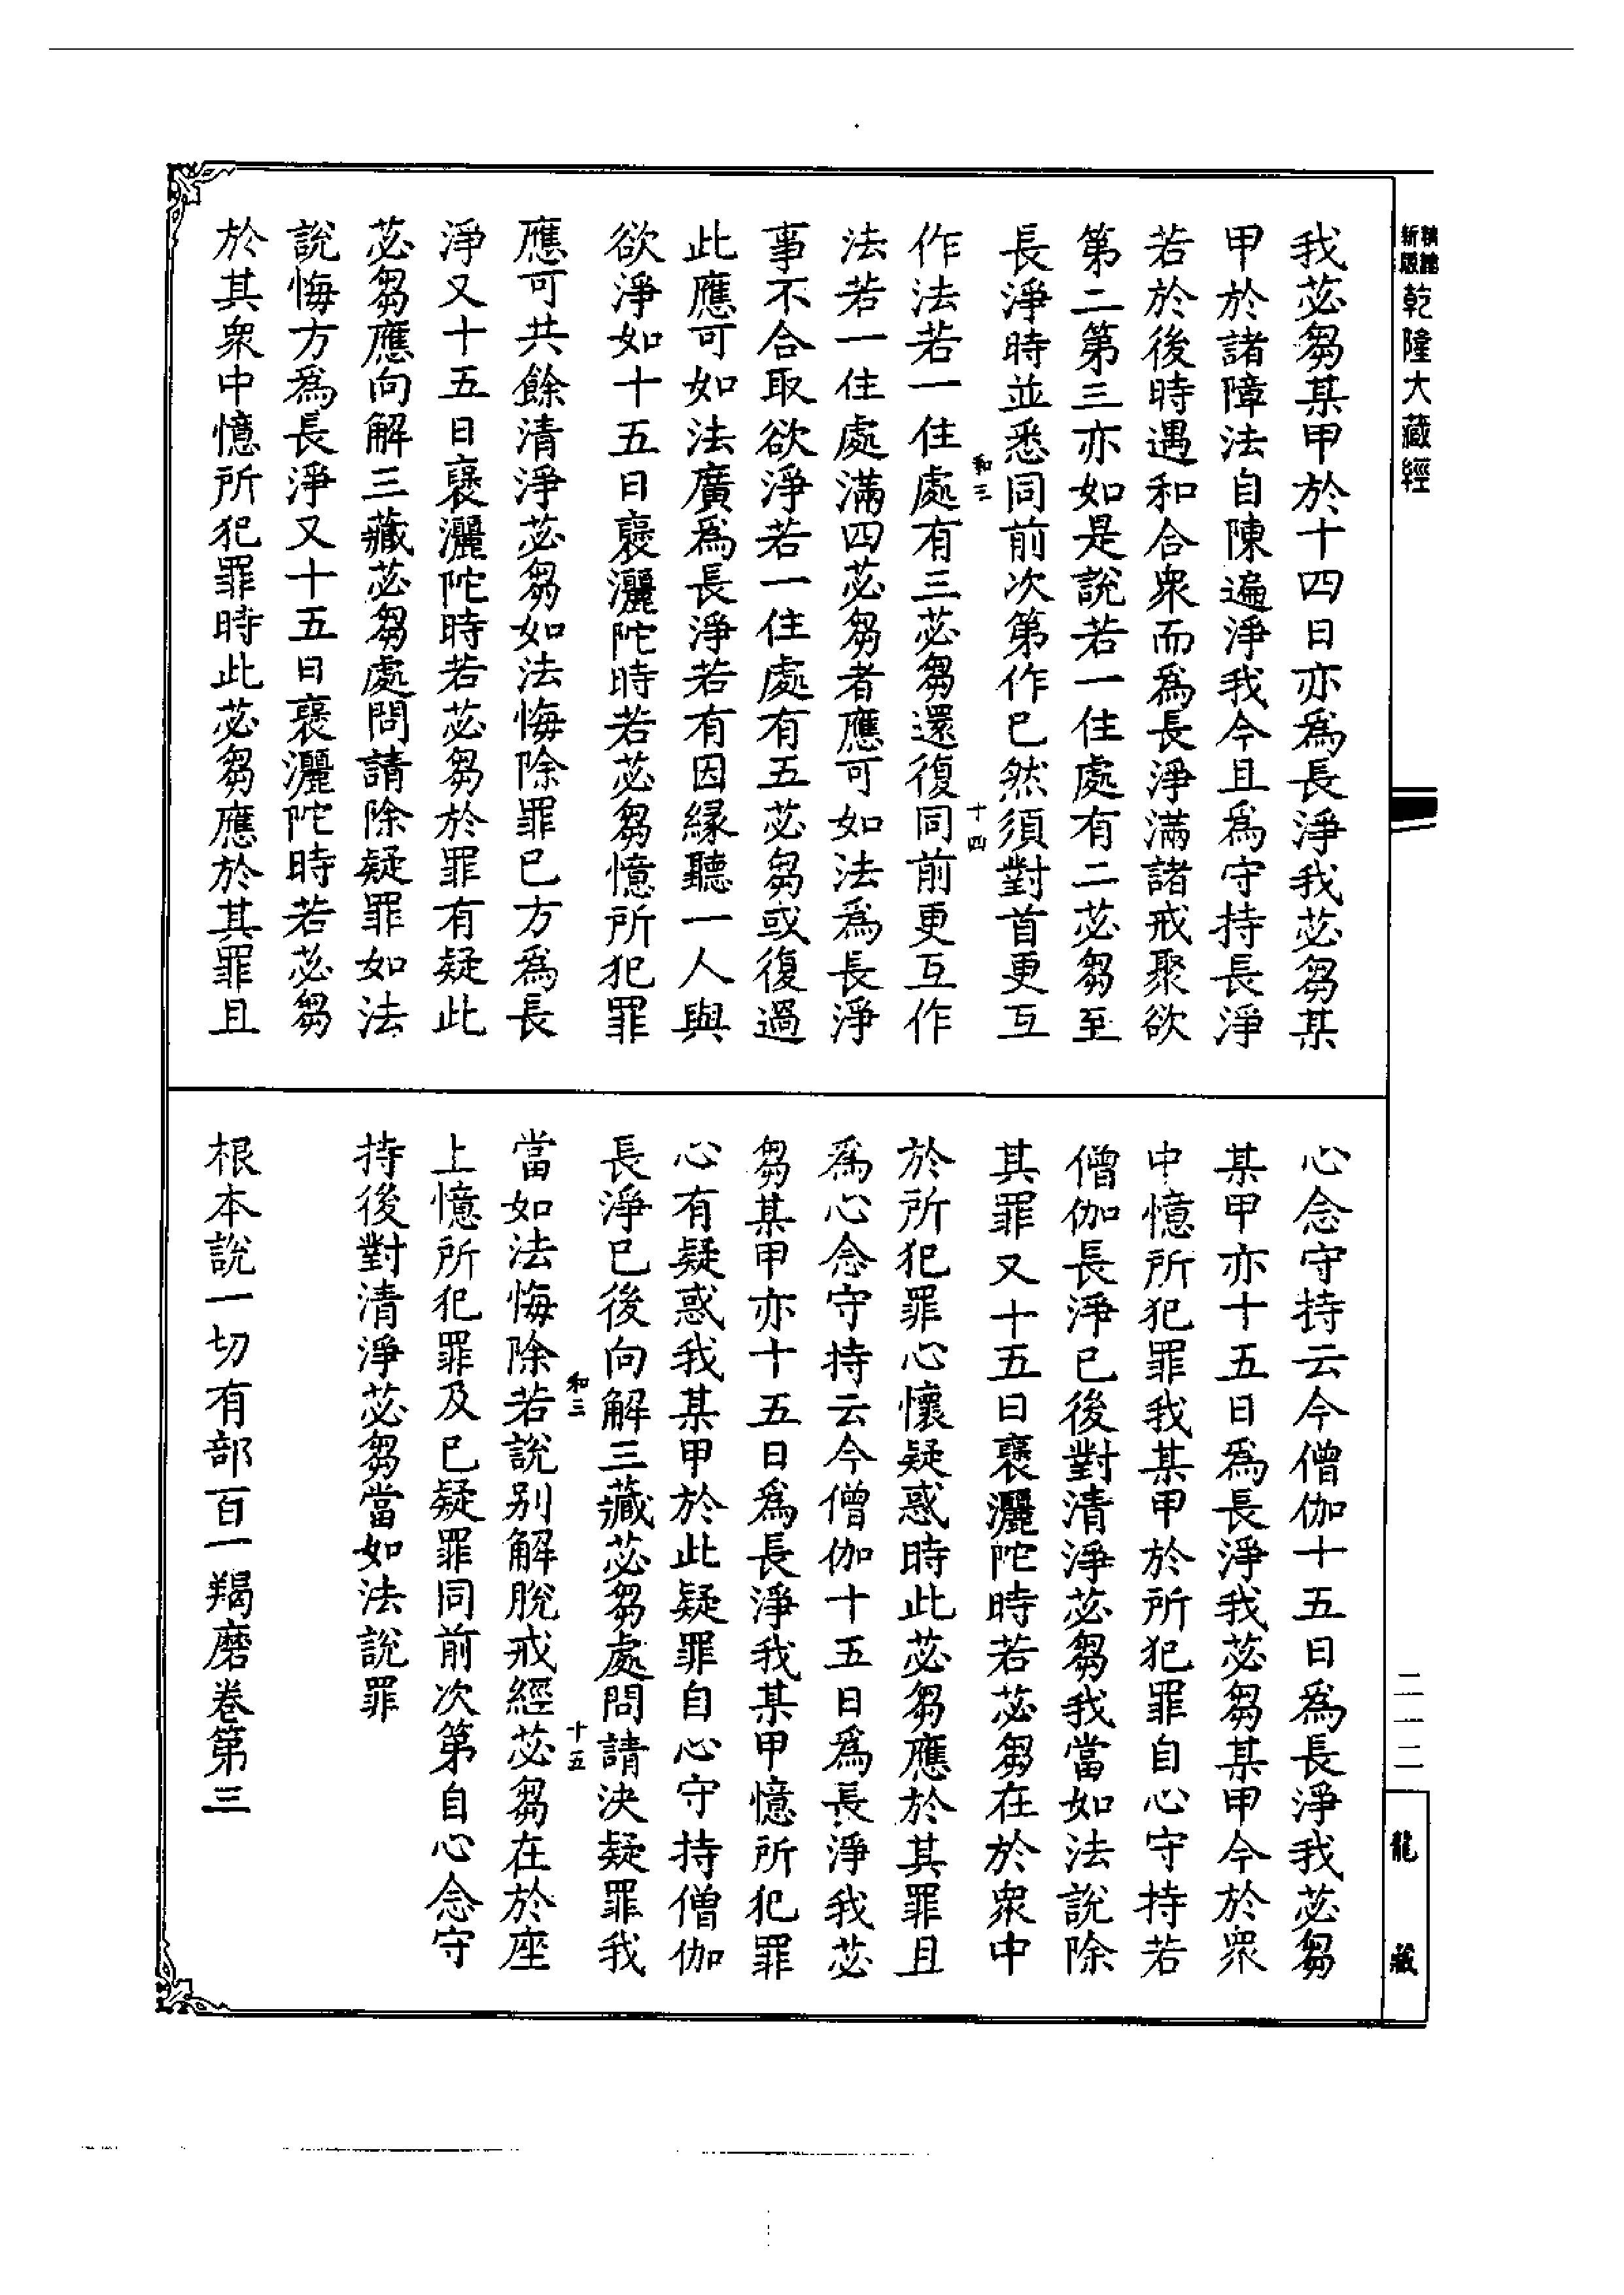 新版
精縮
乾隆大藏經
我苾芻某甲於十四日亦爲長淨我苾芻某
甲於諸障法自陳遍淨我今且爲守持長淨
若於後時遇和合衆而爲長淨滿諸戒聚欲
第二第三亦如是說若一住處有二苾芻至
長淨時並悉同前次第作已然須對首更互
和三
十四
作法若一住處有三苾芻還復同前更互作
法若一住處滿四苾芻者應可如法爲長淨
事不合取欲淨若一住處有五苾芻或復過
此應可如法廣爲長淨若有因緣聽一人與
欲淨如十五日褒灑陀時若苾芻憶所犯罪
應可共餘清淨苾芻如法悔除罪已方爲長
淨又十五日褒灑陀時若苾芻於罪有疑此
苾芻應向解三藏苾芻處問請除疑罪如法
說悔方爲長淨又十五日褒灑陀時若苾芻
於其衆中憶所犯罪時此苾芻應於其罪且
心念守持云今僧伽十五日爲長淨我苾芻
某甲亦十五日爲長淨我苾芻某甲今於衆
中憶所犯罪我某甲於所犯罪自心守持若
僧伽長淨已後對清淨苾芻我當如法說除
其罪又十五日褒灑陀時若苾芻在於衆中
於所犯罪心懷疑惑時此苾芻應於其罪且
爲心念守持云今僧伽十五日爲長淨我苾
芻某甲亦十五日爲長淨我某甲憶所犯罪
心有疑惑我某甲於此疑罪自心守持僧伽
長淨已後向解三藏苾芻處問請決疑罪我
和三
十五
當如法悔除若說別解脫戒經苾芻在於座
上憶所犯罪及已疑罪同前次第自心念守
持後對清淨苾芻當如法說罪
根本說一切有部百一羯磨卷第三
二一二
龍藏